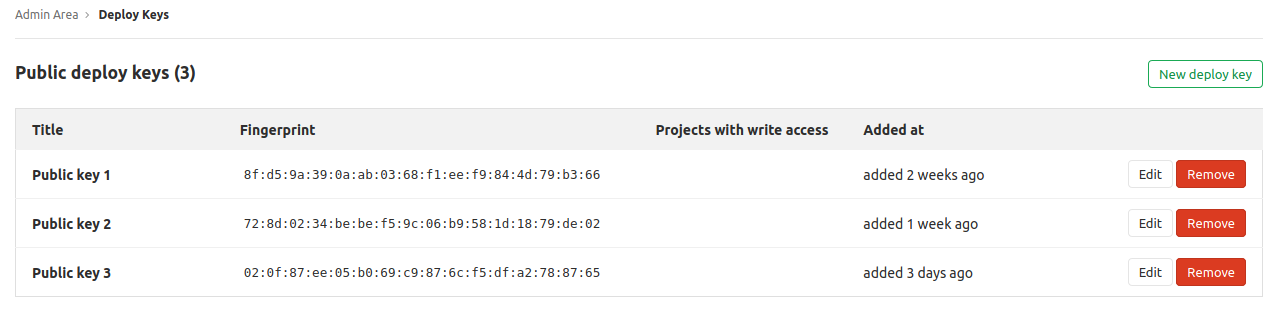 Admin Area › Deploy Keys
Public deploy keys (3)
New deploy key
Title Fingerprint Projects with write access Added at
Public key 1 8f:d5:9a:39:0a:ab:03:68:f1:ee:f9:84:4d:79:b3:66 added 2 weeks ago Edit Remove
Public key 2 72:8d:02:34:be:be:f5:9c:06:b9:58:1d:18:79:de:02 added 1 week ago Edit Remove
Public key 3 02:0f:87:ee:05:b0:69:c9:87:6c:f5:df:a2:78:87:65 added 3 days ago Edit Remove